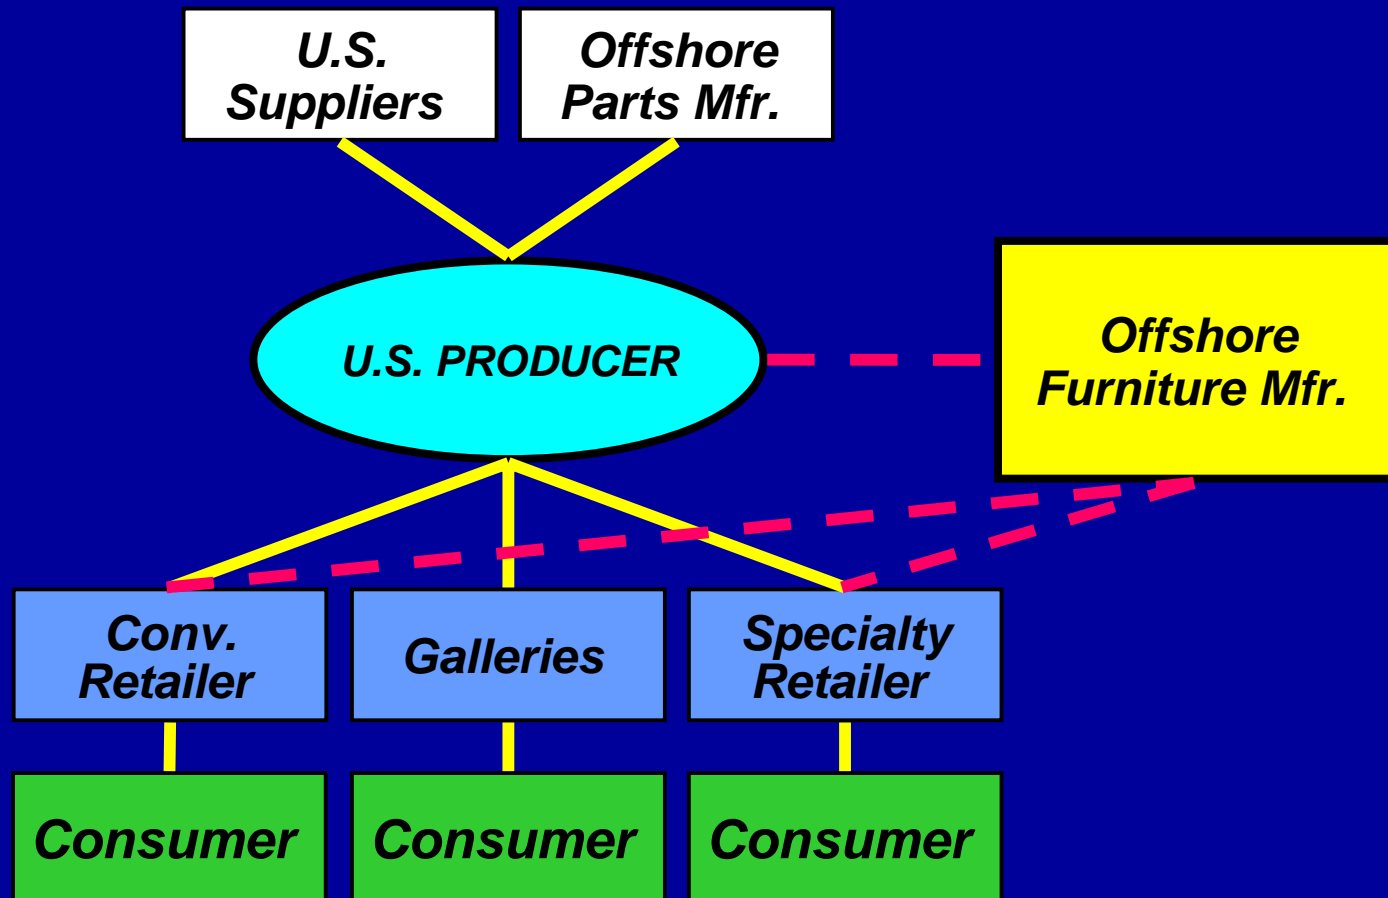 U.S.
Suppliers
Offshore
Parts Mfr.
U.S. PRODUCER
Offshore
Furniture Mfr.
Conv.
Retailer
Galleries
Specialty
Retailer
Consumer
Consumer
Consumer